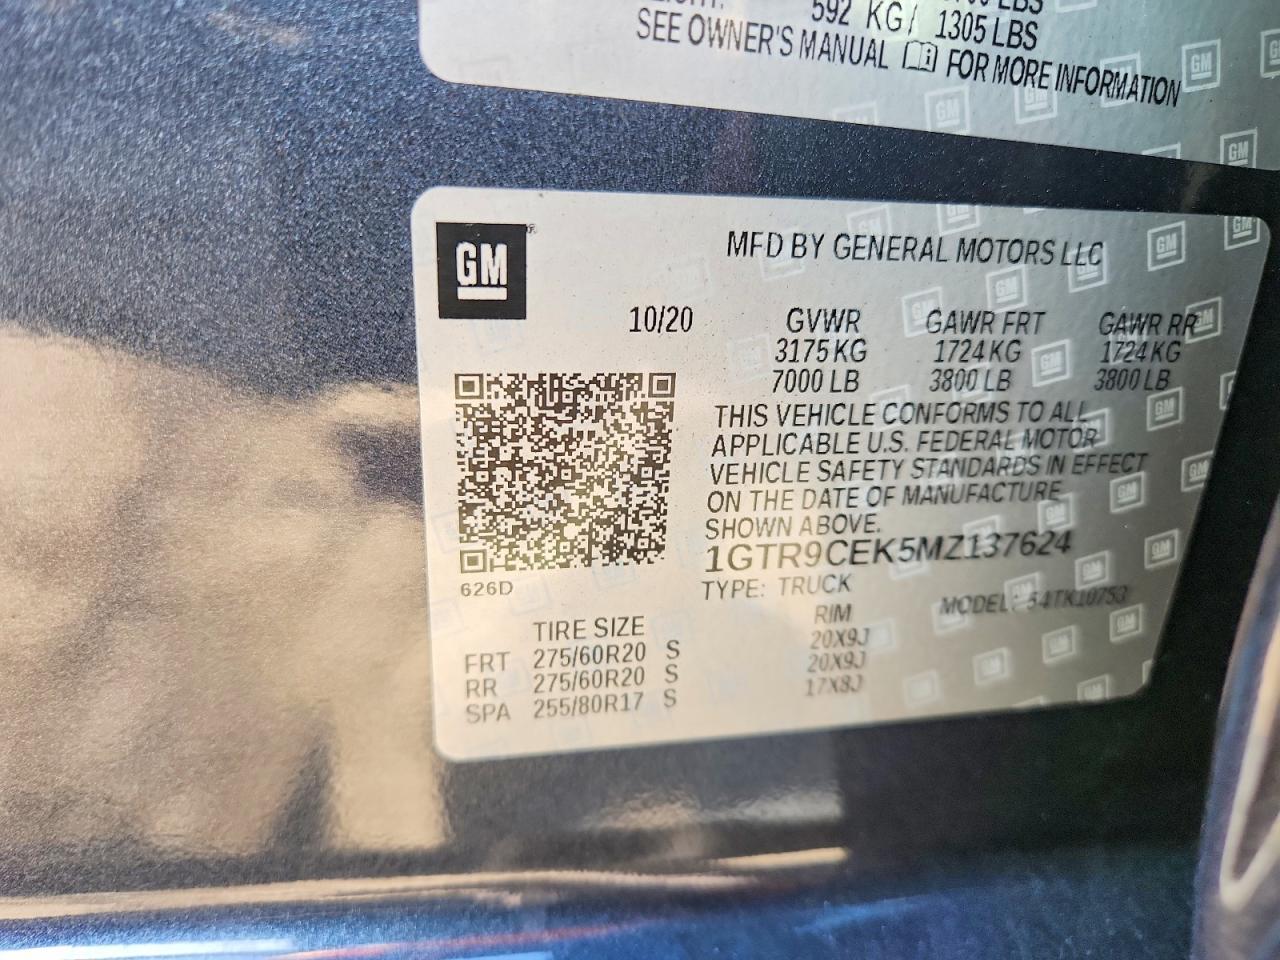 592 KG/ 1305 LBS
SEE OWNER'S MANUAL FOR MORE INFORMATION
GM
MFD BY GENERAL MOTORS LLC
10/20 GVWR GAWR FRT GAWR RR
3175 KG 1724 KG 1724 KG
7000 LB 3800 LB 3800 LB
THIS VEHICLE CONFORMS TO ALL
APPLICABLE U.S. FEDERAL MOTOR
VEHICLE SAFETY STANDARDS IN EFFECT
ON THE DATE OF MANUFACTURE
SHOWN ABOVE.
1GTR9CEK5MZ137624
626D
TYPE: TRUCK MODEL: 54TK10753
TIRE SIZE RIM
FRT 275/60R20 S 20X9J
RR 275/60R20 S 20X9J
SPA 255/80R17 S 17X8J